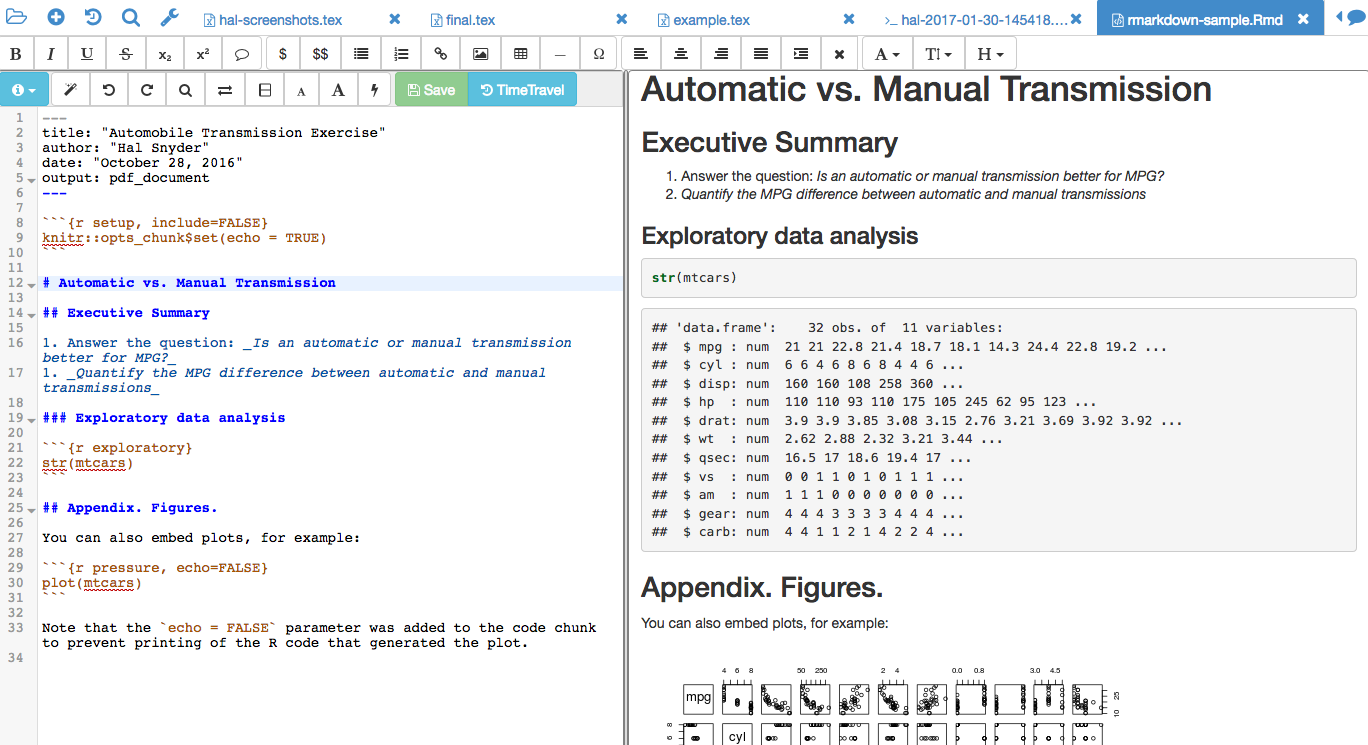 hal-screenshots.tex
final.tex
example.tex
>_ hal-2017-01-30-145418....
rmarkdown-sample.Rmd
B I U S x₂ x² $ $$ Ω A T H
A A Save TimeTravel
1 ---
2 title: "Automobile Transmission Exercise"
3 author: "Hal Snyder"
4 date: "October 28, 2016"
5 output: pdf_document
6 ---
7
8 ```{r setup, include=FALSE}
9 knitr::opts_chunk$set(echo = TRUE)
10 ```
11
12 # Automatic vs. Manual Transmission
13
14 ## Executive Summary
15
16 1. Answer the question: _Is an automatic or manual transmission
better for MPG?_
17 1. _Quantify the MPG difference between automatic and manual
transmissions_
18
19 ### Exploratory data analysis
20
21 ```{r exploratory}
22 str(mtcars)
23 ```
24
25 ## Appendix. Figures.
26
27 You can also embed plots, for example:
28
29 ```{r pressure, echo=FALSE}
30 plot(mtcars)
31 ```
32
33 Note that the `echo = FALSE` parameter was added to the code chunk
to prevent printing of the R code that generated the plot.
34
Automatic vs. Manual Transmission
Executive Summary
1. Answer the question: Is an automatic or manual transmission better for MPG?
2. Quantify the MPG difference between automatic and manual transmissions
Exploratory data analysis
str(mtcars)
## 'data.frame':    32 obs. of  11 variables:
##  $ mpg : num  21 21 22.8 21.4 18.7 18.1 14.3 24.4 22.8 19.2 ...
##  $ cyl : num  6 6 4 6 8 6 8 4 4 6 ...
##  $ disp: num  160 160 108 258 360 ...
##  $ hp  : num  110 110 93 110 175 105 245 62 95 123 ...
##  $ drat: num  3.9 3.9 3.85 3.08 3.15 2.76 3.21 3.69 3.92 3.92 ...
##  $ wt  : num  2.62 2.88 2.32 3.21 3.44 ...
##  $ qsec: num  16.5 17 18.6 19.4 17 ...
##  $ vs  : num  0 0 1 1 0 1 0 1 1 1 ...
##  $ am  : num  1 1 1 0 0 0 0 0 0 0 ...
##  $ gear: num  4 4 4 3 3 3 3 4 4 4 ...
##  $ carb: num  4 4 1 1 2 1 4 2 2 4 ...
Appendix. Figures.
You can also embed plots, for example:
4 6 8 50 250 2 4 0.0 0.8 3.0 4.5
mpg 10 25
cyl 6 8